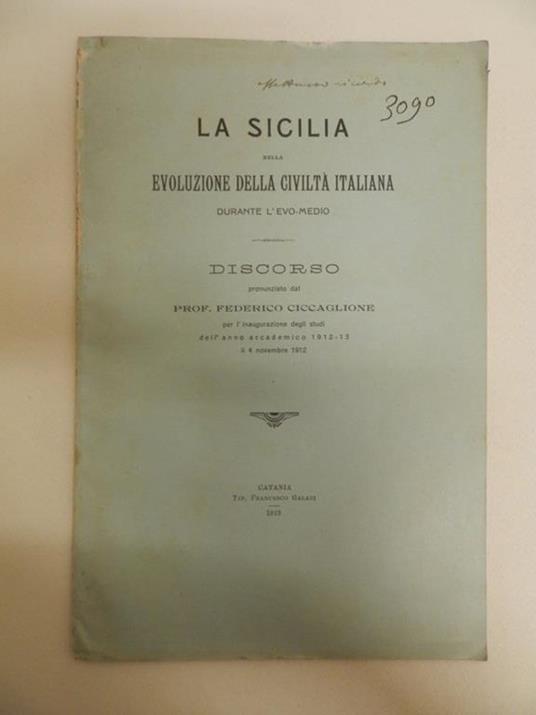 ricordo
3090
LA SICILIA
NELLA
EVOLUZIONE DELLA CIVILTÀ ITALIANA
DURANTE L'EVO-MEDIO
DISCORSO
pronunziato dal
PROF. FEDERICO CICCAGLIONE
per l'inaugurazione degli studi
dell'anno accademico 1912-13
il 4 novembre 1912
CATANIA
TIP. FRANCESCO GALATI
1913